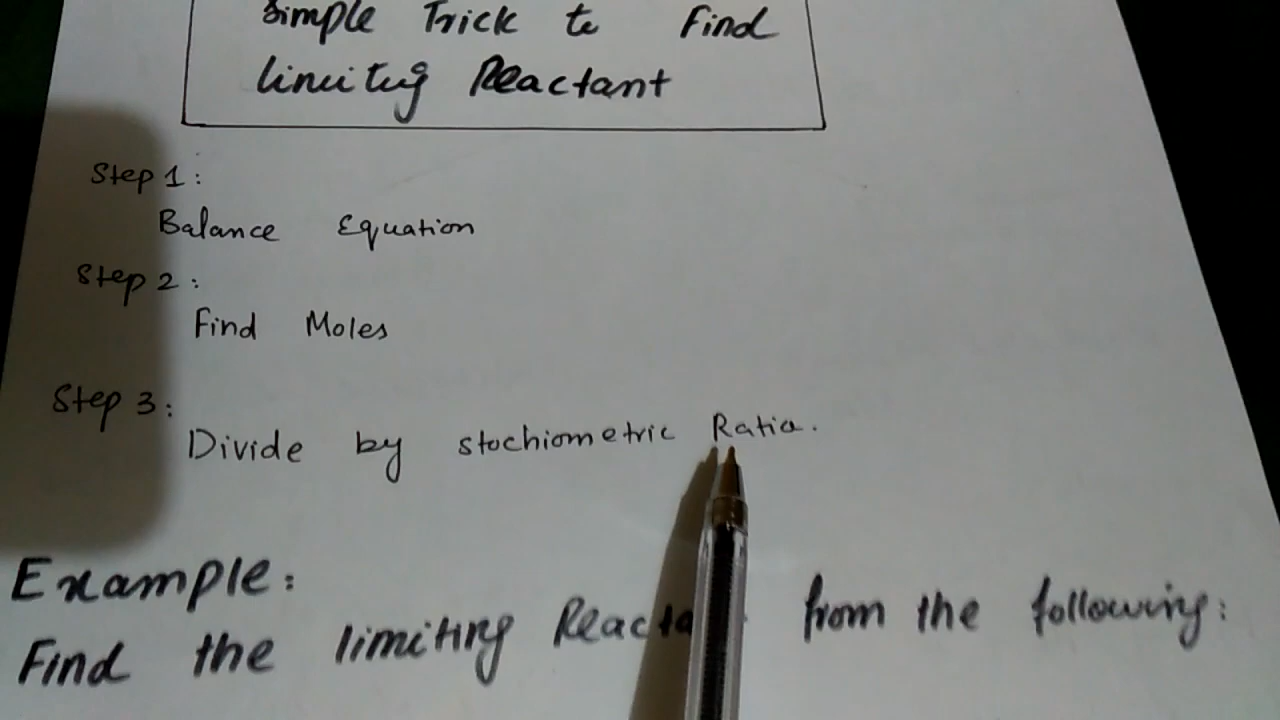 Simple Trick to Find
limiting Reactant
Step 1:
Balance Equation
Step 2:
Find Moles
Step 3:
Divide by stochiometric Ratio.
Example:
Find the limiting Reacta from the following: